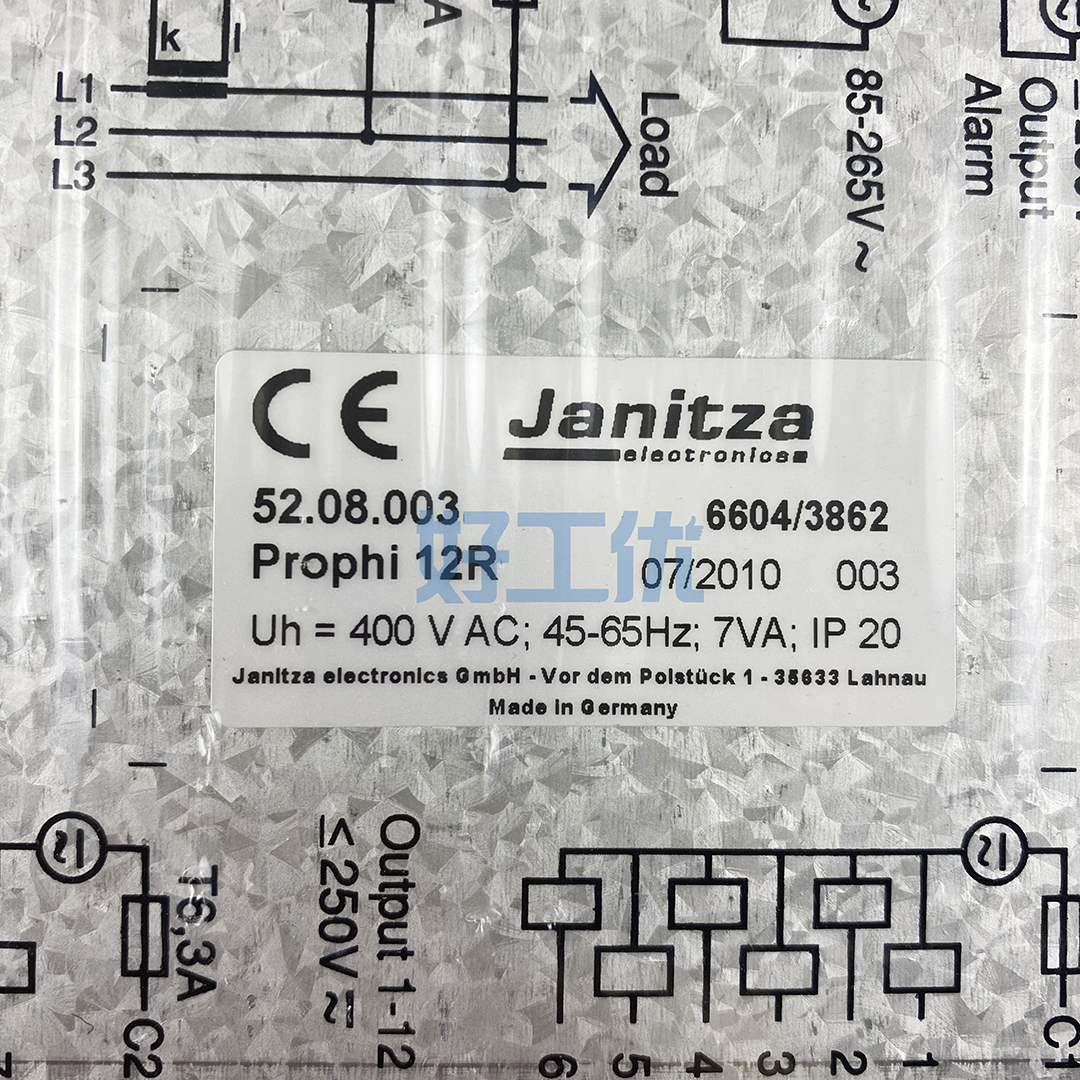 k l
A
L1
L2
L3
Load
85-265V ~
Output
Alarm
CE
Janitza
electronics
52.08.003
6604/3862
Prophi 12R
07/2010 003
好工优
Uh = 400 V AC; 45-65Hz; 7VA; IP 20
Janitza electronics GmbH - Vor dem Polstück 1 - 35633 Lahnau
Made in Germany
T6,3A
C2
Output 1-12
≤250V ≂
6 5 4 3 2 1
C1
7